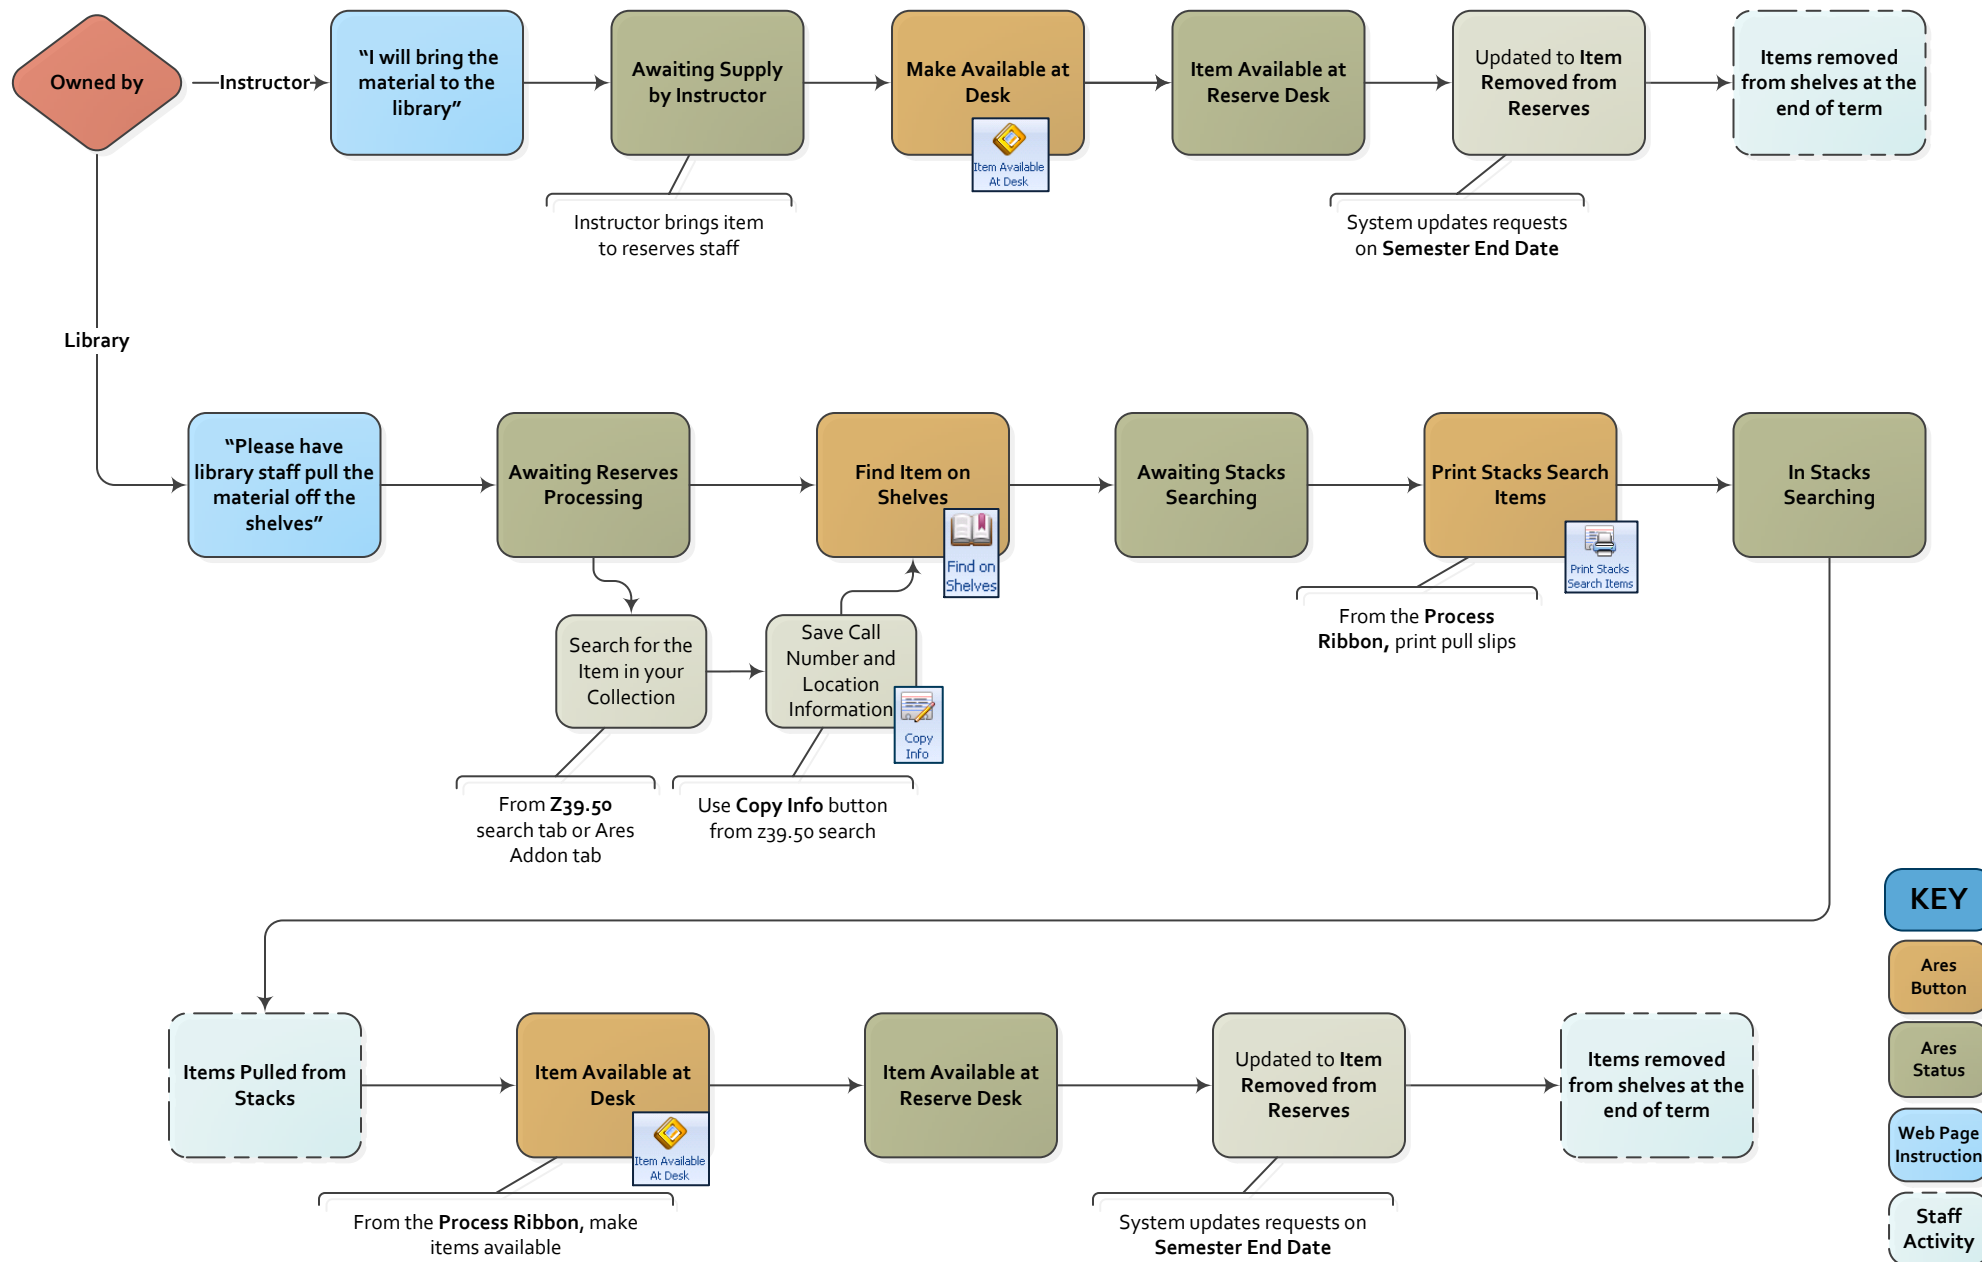 Owned by
Instructor
“I will bring the
material to the
library”
Awaiting Supply
by Instructor
Make Available at
Desk
Item Available
At Desk
Item Available at
Reserve Desk
Updated to Item
Removed from
Reserves
Items removed
from shelves at the
end of term
Instructor brings item
to reserves staff
System updates requests
on Semester End Date
Library
“Please have
library staff pull the
material off the
shelves”
Awaiting Reserves
Processing
Find Item on
Shelves
Find on
Shelves
Awaiting Stacks
Searching
Print Stacks Search
Items
Print Stacks
Search Items
In Stacks
Searching
Search for the
Item in your
Collection
Save Call
Number and
Location
Information
Copy
Info
From the Process
Ribbon, print pull slips
From Z39.50
search tab or Ares
Addon tab
Use Copy Info button
from z39.50 search
KEY
Ares
Button
Ares
Status
Web Page
Instruction
Staff
Activity
Items Pulled from
Stacks
Item Available at
Desk
Item Available
At Desk
Item Available at
Reserve Desk
Updated to Item
Removed from
Reserves
Items removed
from shelves at the
end of term
From the Process Ribbon, make
items available
System updates requests on
Semester End Date